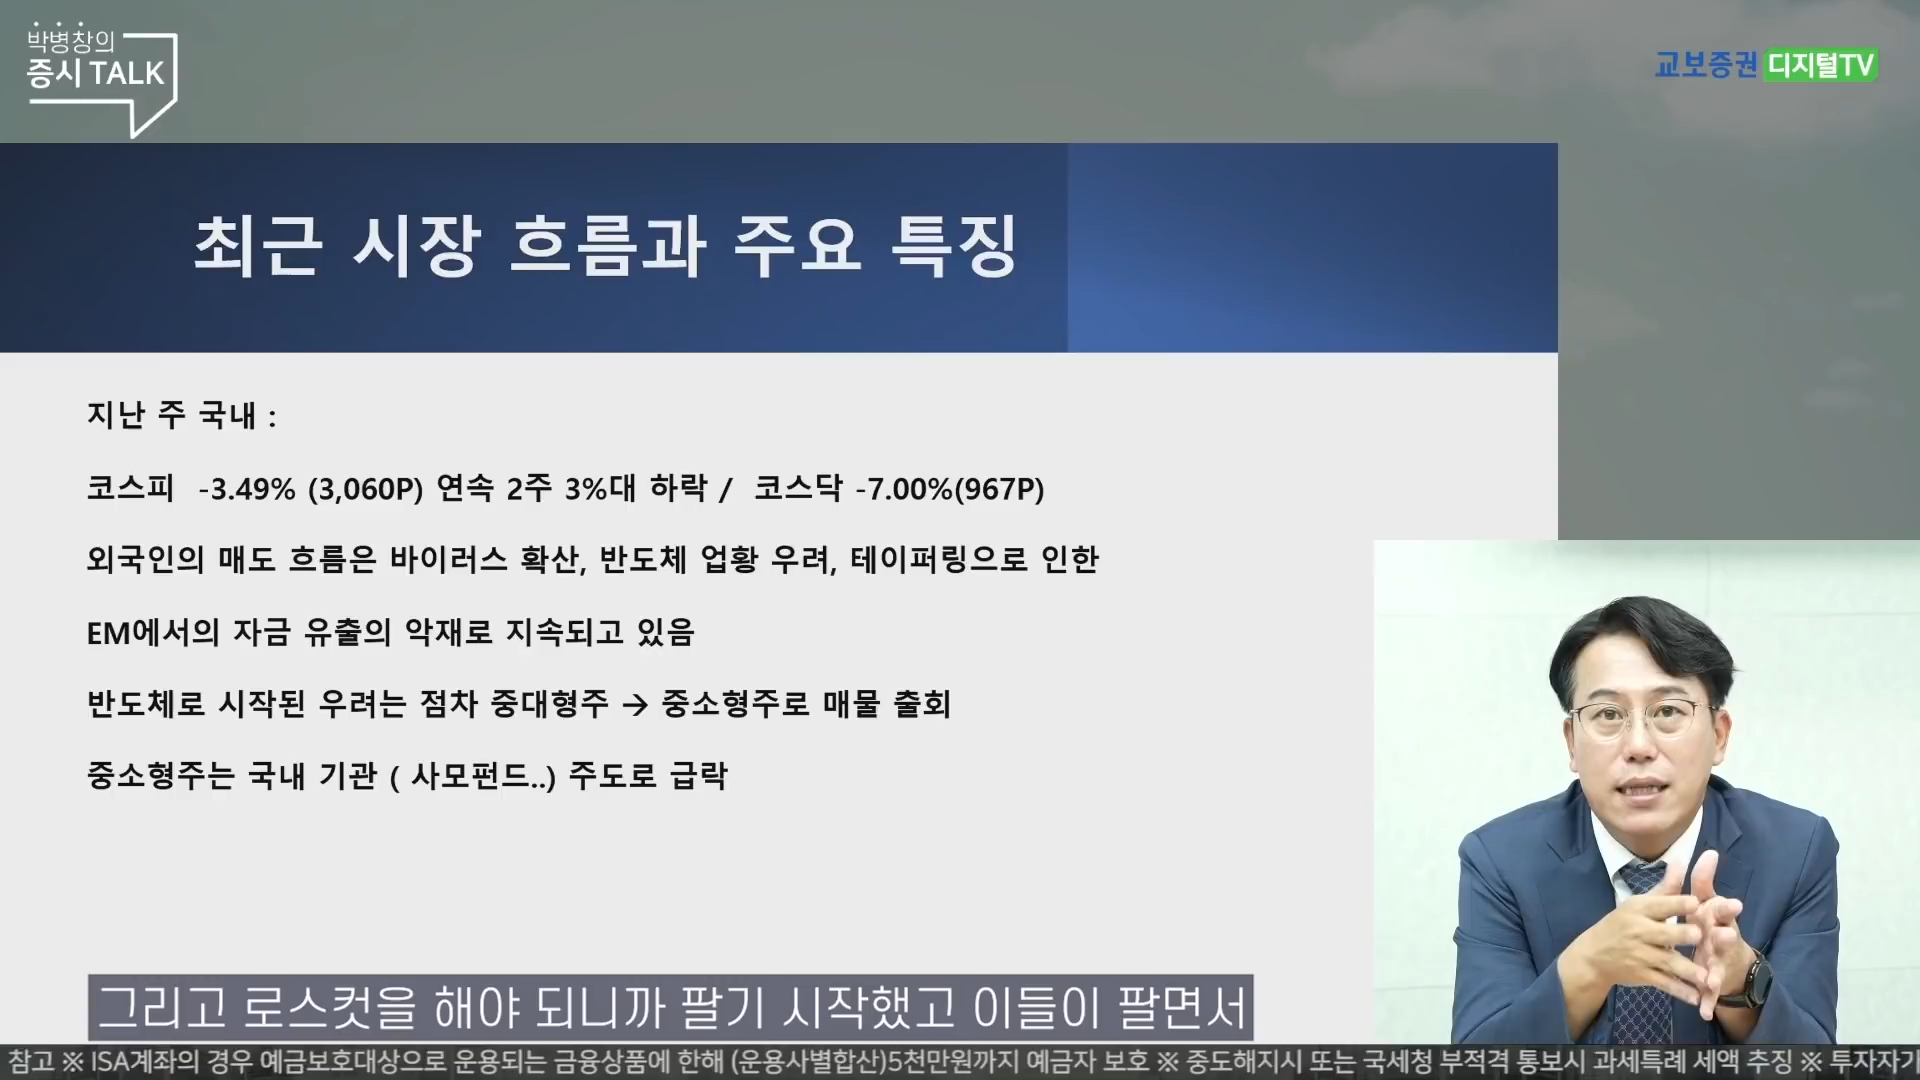 박병창의
증시 TALK
교보증권 디지털TV
최근 시장 흐름과 주요 특징
지난 주 국내 :
코스피 -3.49% (3,060P) 연속 2주 3%대 하락 / 코스닥 -7.00%(967P)
외국인의 매도 흐름은 바이러스 확산, 반도체 업황 우려, 테이퍼링으로 인한
EM에서의 자금 유출의 악재로 지속되고 있음
반도체로 시작된 우려는 점차 중대형주 → 중소형주로 매물 출회
중소형주는 국내 기관 ( 사모펀드..) 주도로 급락
그리고 로스컷을 해야 되니까 팔기 시작했고 이들이 팔면서
참고 ※ ISA계좌의 경우 예금보호대상으로 운용되는 금융상품에 한해 (운용사별합산)5천만원까지 예금자 보호 ※ 중도해지시 또는 국세청 부적격 통보시 과세특례 세액 추징 ※ 투자자기